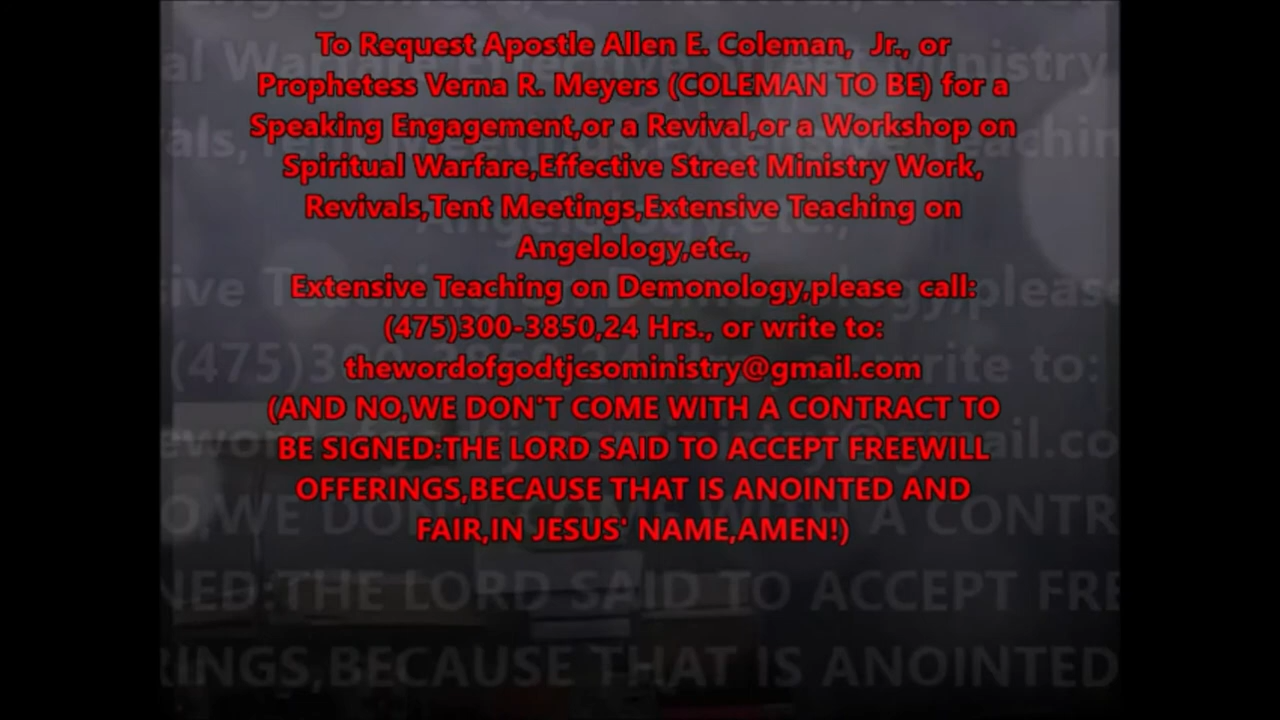 To Request Apostle Allen E. Coleman,  Jr., or
Prophetess Verna R. Meyers (COLEMAN TO BE) for a
Speaking Engagement,or a Revival,or a Workshop on
Spiritual Warfare,Effective Street Ministry Work,
Revivals,Tent Meetings,Extensive Teaching on
Angelology,etc.,
Extensive Teaching on Demonology,please  call:
(475)300-3850,24 Hrs., or write to:
thewordofgodtjcsoministry@gmail.com
(AND NO,WE DON'T COME WITH A CONTRACT TO
BE SIGNED:THE LORD SAID TO ACCEPT FREEWILL
OFFERINGS,BECAUSE THAT IS ANOINTED AND
FAIR,IN JESUS' NAME,AMEN!)